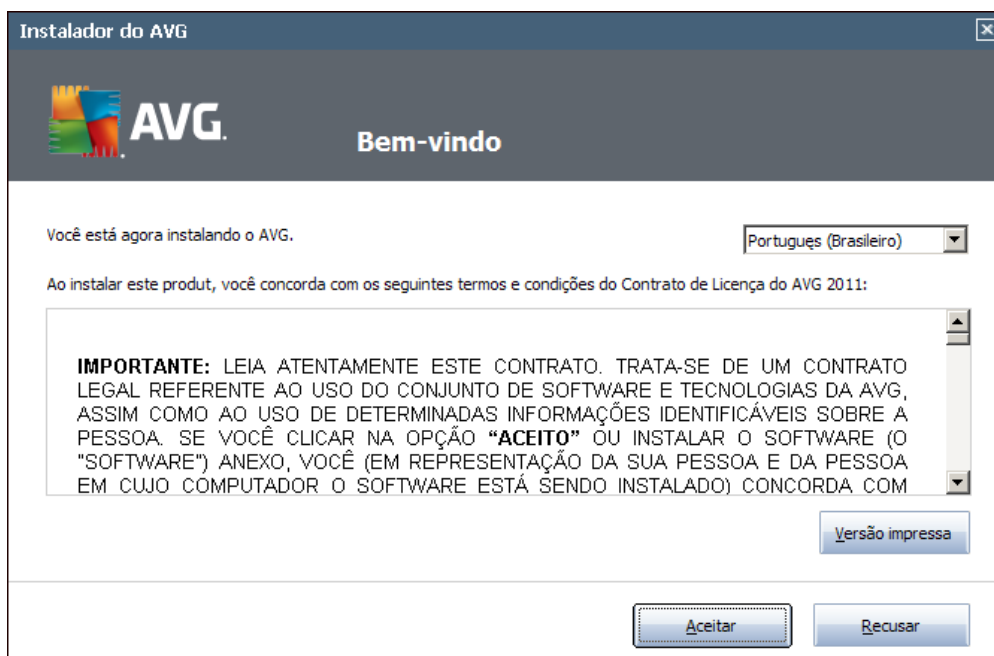 Instalador do AVG
AVG.
Bem-vindo
Você está agora instalando o AVG.
Portugues̨ (Brasileiro)
Ao instalar este produt, você concorda com os seguintes termos e condições do Contrato de Licença do AVG 2011:
IMPORTANTE: LEIA ATENTAMENTE ESTE CONTRATO. TRATA-SE DE UM CONTRATO
LEGAL REFERENTE AO USO DO CONJUNTO DE SOFTWARE E TECNOLOGIAS DA AVG,
ASSIM COMO AO USO DE DETERMINADAS INFORMAÇÕES IDENTIFICÁVEIS SOBRE A
PESSOA. SE VOCÊ CLICAR NA OPÇÃO “ACEITO” OU INSTALAR O SOFTWARE (O
"SOFTWARE") ANEXO, VOCÊ (EM REPRESENTAÇÃO DA SUA PESSOA E DA PESSOA
EM CUJO COMPUTADOR O SOFTWARE ESTÁ SENDO INSTALADO) CONCORDA COM
Versão impressa
Aceitar
Recusar